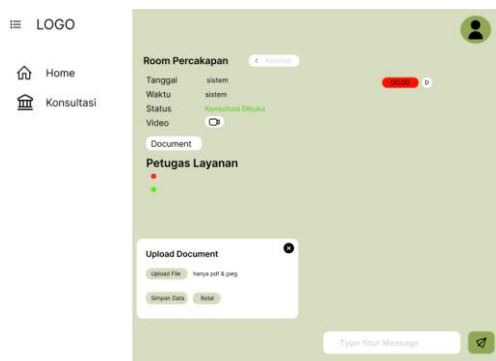 LOGO
Home
Konsultasi
Room Percakapan
Kembali
Tanggal sistem
Waktu sistem
Status Konsultasi Dibuka
Video
00:00
Document
Petugas Layanan
Upload Document
Upload File hanya pdf & jpeg
Simpan Data Batal
Type Your Message